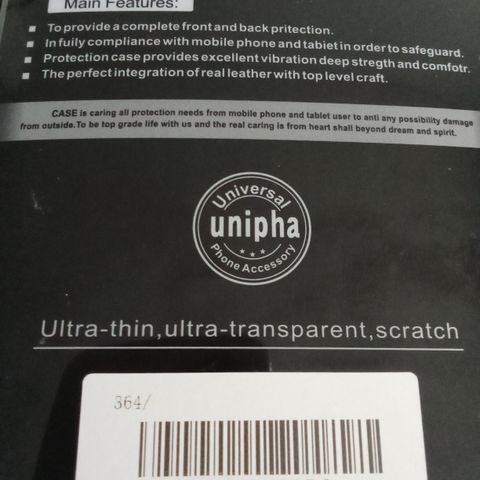 Main Features:
To provide a complete front and back pritection.
In fully compliance with mobile phone and tabiet in order to safeguard.
Protection case provides excellent vibration deep stregth and comfotr.
The perfect integration of real leather with top level craft.
CASE is caring all protection needs from mobile phone and tablet user to anti any possibility damage
from outside.To be top grade life with us and the real caring is from heart shall beyond dream and spirit.
Universal
unipha
Phone Accessory
Ultra-thin,ultra-transparent,scratch
364/